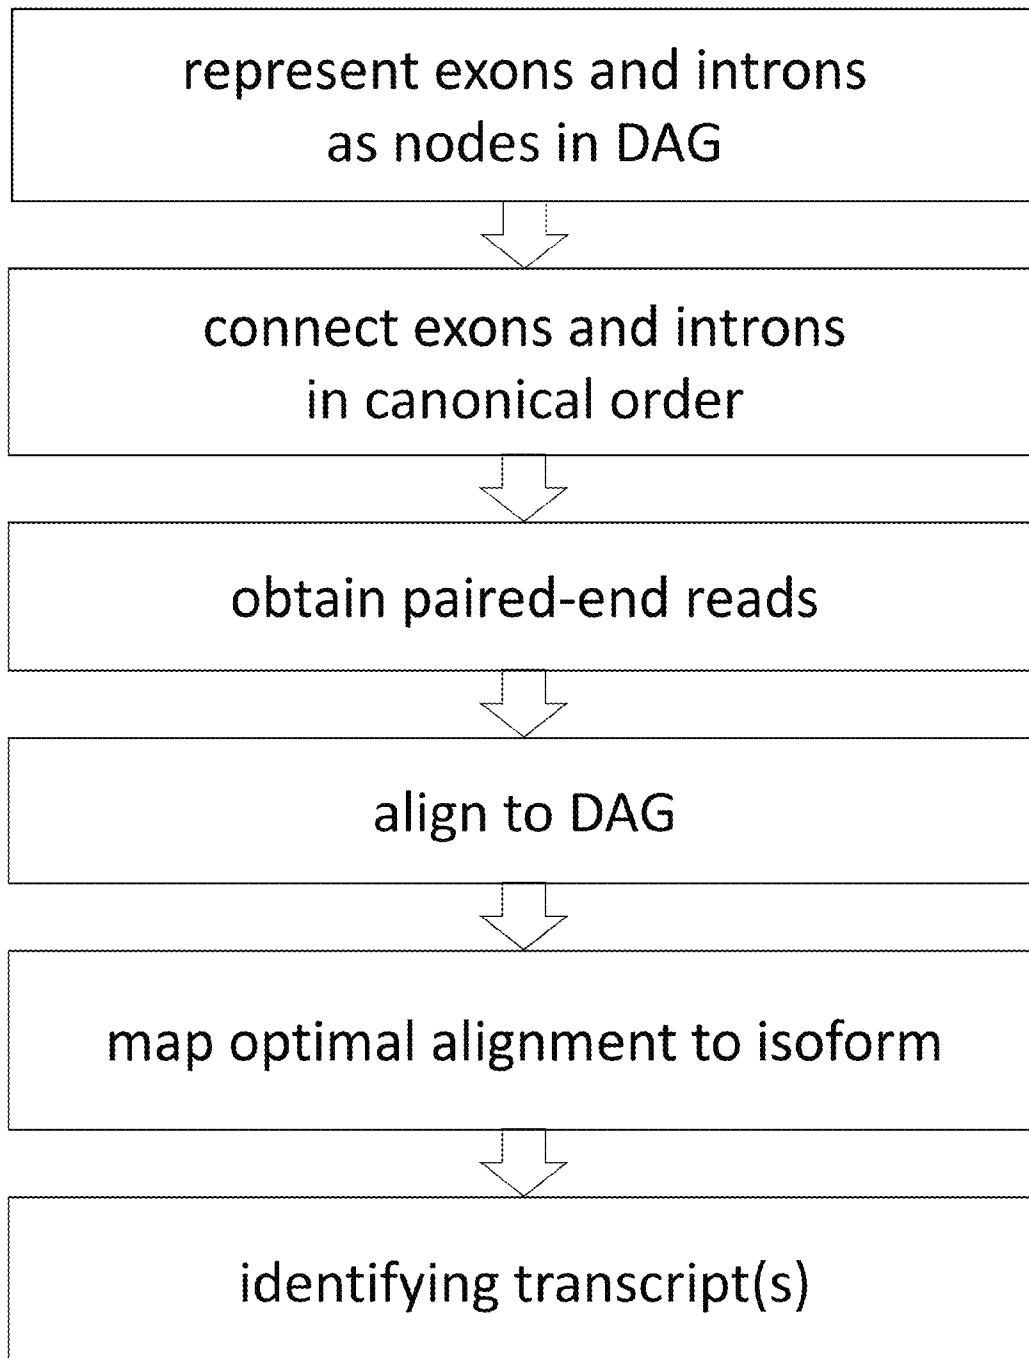 represent exons and introns
as nodes in DAG
connect exons and introns
in canonical order
obtain paired-end reads
align to DAG
map optimal alignment to isoform
identifying transcript(s)